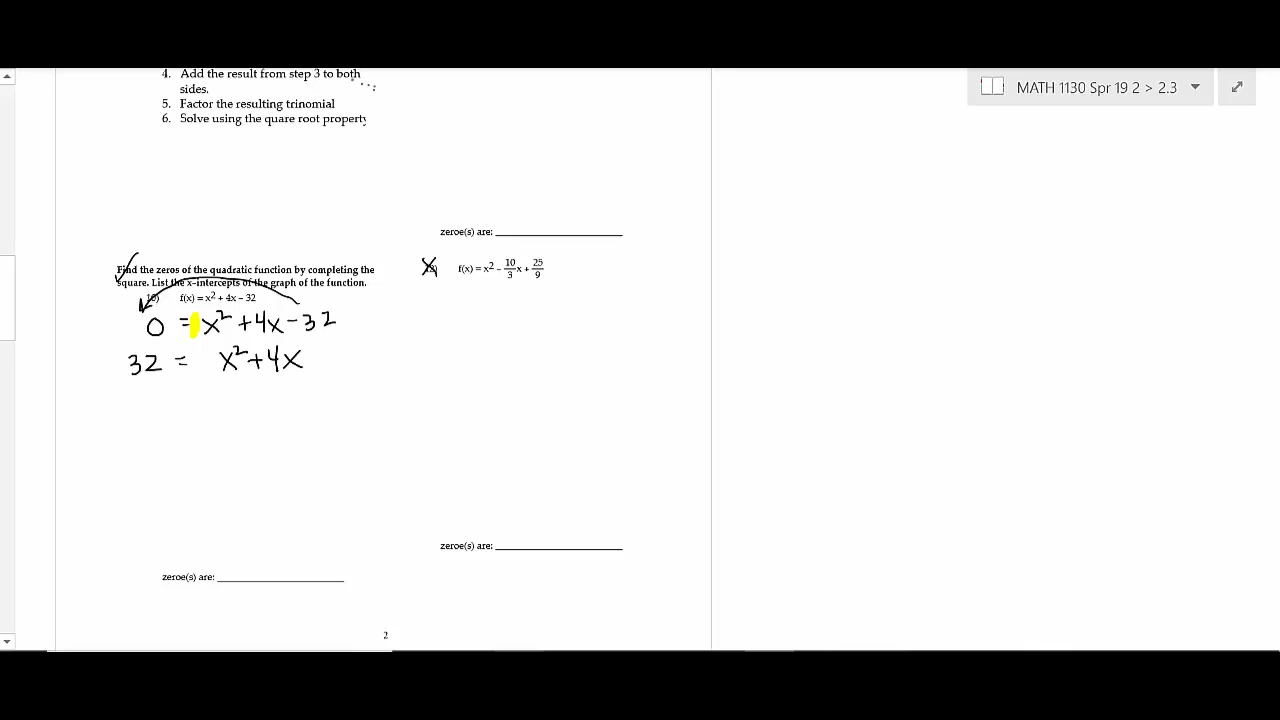 4. Add the result from step 3 to both
sides.
5. Factor the resulting trinomial
6. Solve using the quare root property
MATH 1130 Spr 19 2 > 2.3
Find the zeros of the quadratic function by completing the
square. List the x-intercepts of the graph of the function.
f(x) = x² + 4x – 32
0 = x² + 4x – 32
32 = x² + 4x
zeroe(s) are: ____________
zeroe(s) are: ____________
f(x) = x² – 10/3 x + 25/9
zeroe(s) are: ____________
2